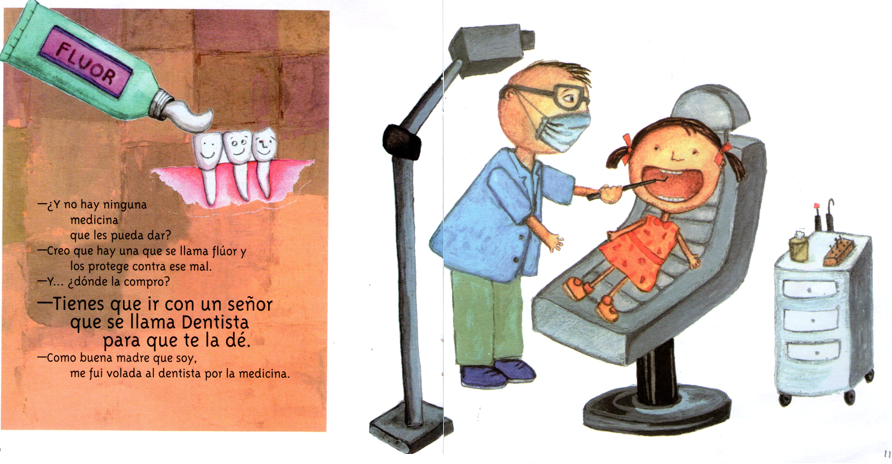 FLUOR
—¿Y no hay ninguna
medicina
que les pueda dar?
—Creo que hay una que se llama flúor y
los protege contra ese mal.
—Y... ¿dónde la compro?
—Tienes que ir con un señor
que se llama Dentista
para que te la dé.
—Como buena madre que soy,
me fui volada al dentista por la medicina.
11